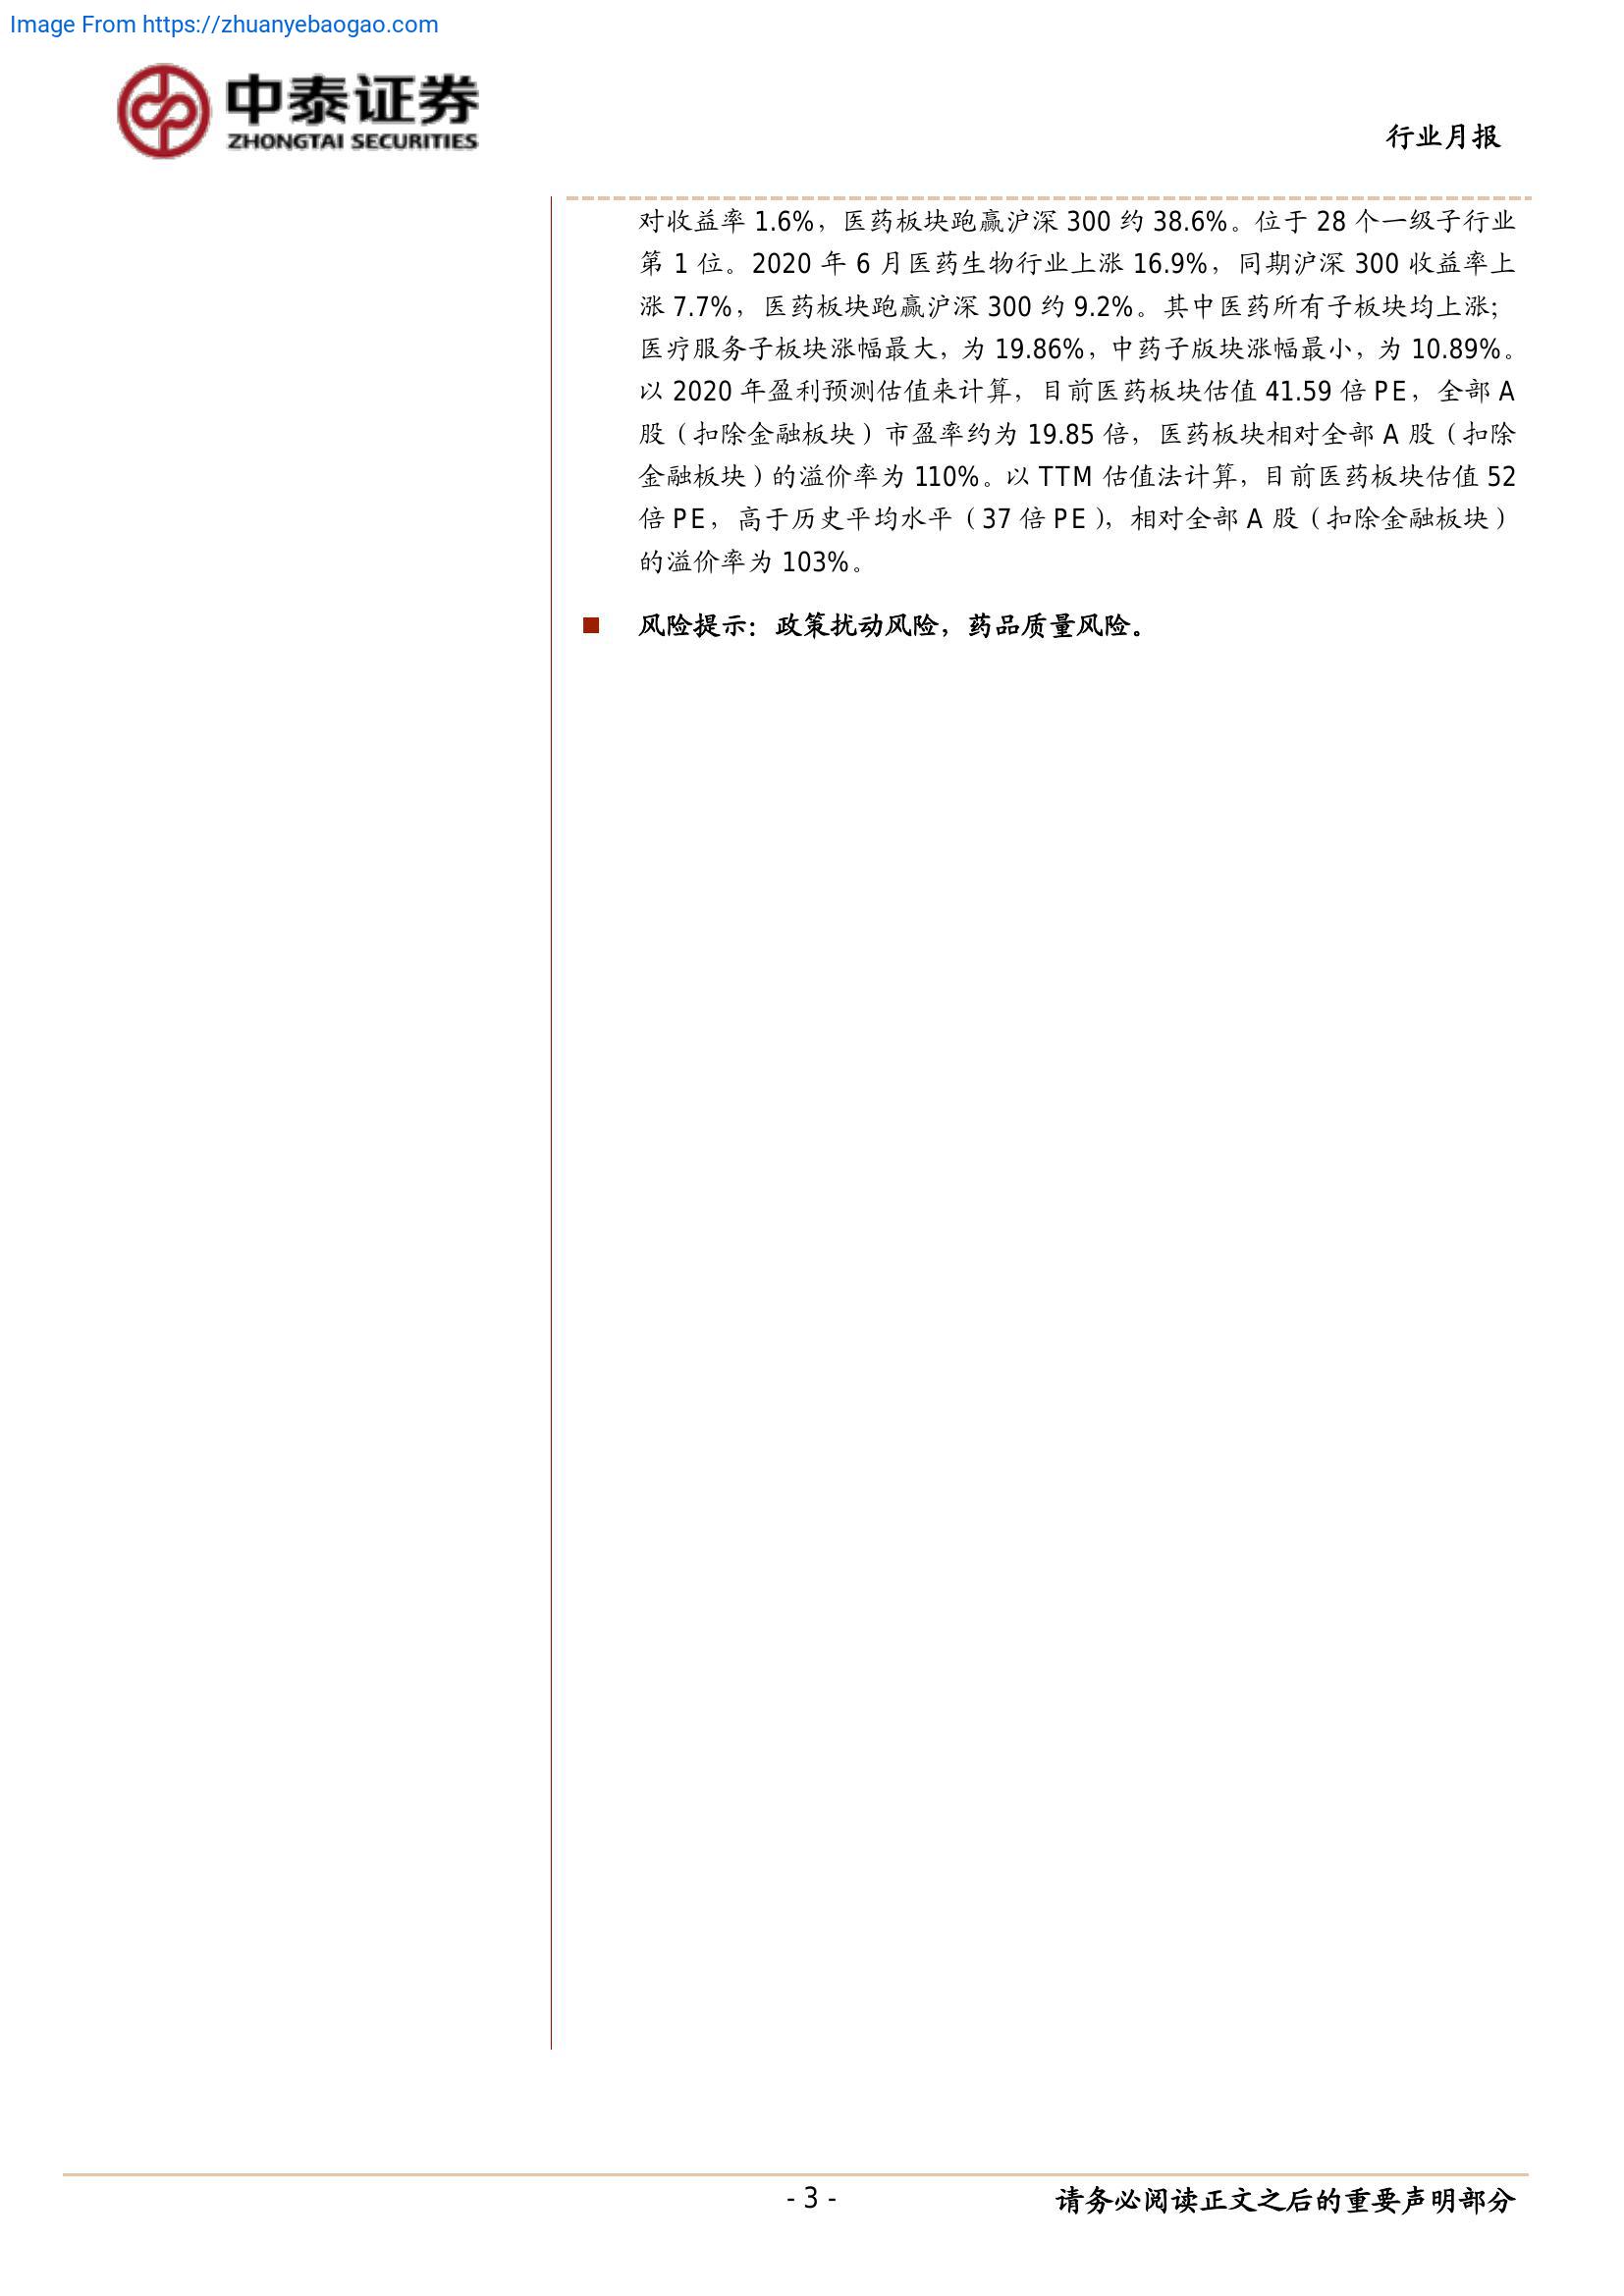 Image From https://zhuanyebaogao.com
中泰证券
ZHONGTAI SECURITIES
行业月报
对收益率 1.6%，医药板块跑赢沪深 300 约 38.6%。位于 28 个一级子行业
第 1 位。2020 年 6 月医药生物行业上涨 16.9%，同期沪深 300 收益率上
涨 7.7%，医药板块跑赢沪深 300 约 9.2%。其中医药所有子板块均上涨；
医疗服务子板块涨幅最大，为 19.86%，中药子版块涨幅最小，为 10.89%。
以 2020 年盈利预测估值来计算，目前医药板块估值 41.59 倍 PE，全部 A
股（扣除金融板块）市盈率约为 19.85 倍，医药板块相对全部 A 股（扣除
金融板块）的溢价率为 110%。以 TTM 估值法计算，目前医药板块估值 52
倍 PE，高于历史平均水平（37 倍 PE），相对全部 A 股（扣除金融板块）
的溢价率为 103%。
■ 风险提示：政策扰动风险，药品质量风险。
- 3 -
请务必阅读正文之后的重要声明部分